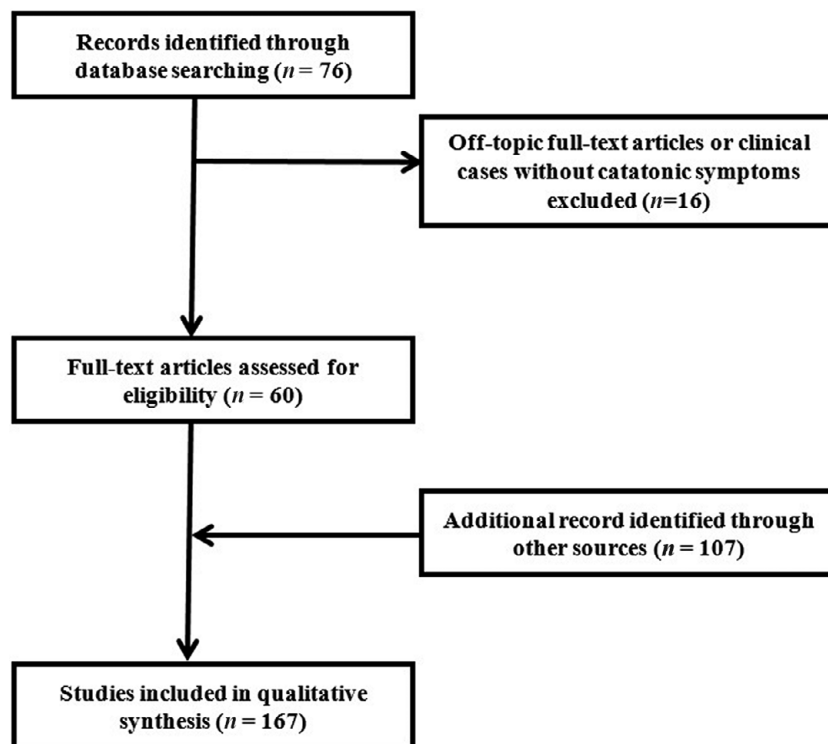 Records identified through
database searching (n = 76)
Off-topic full-text articles or clinical
cases without catatonic symptoms
excluded (n=16)
Full-text articles assessed for
eligibility (n = 60)
Additional record identified through
other sources (n = 107)
Studies included in qualitative
synthesis (n = 167)